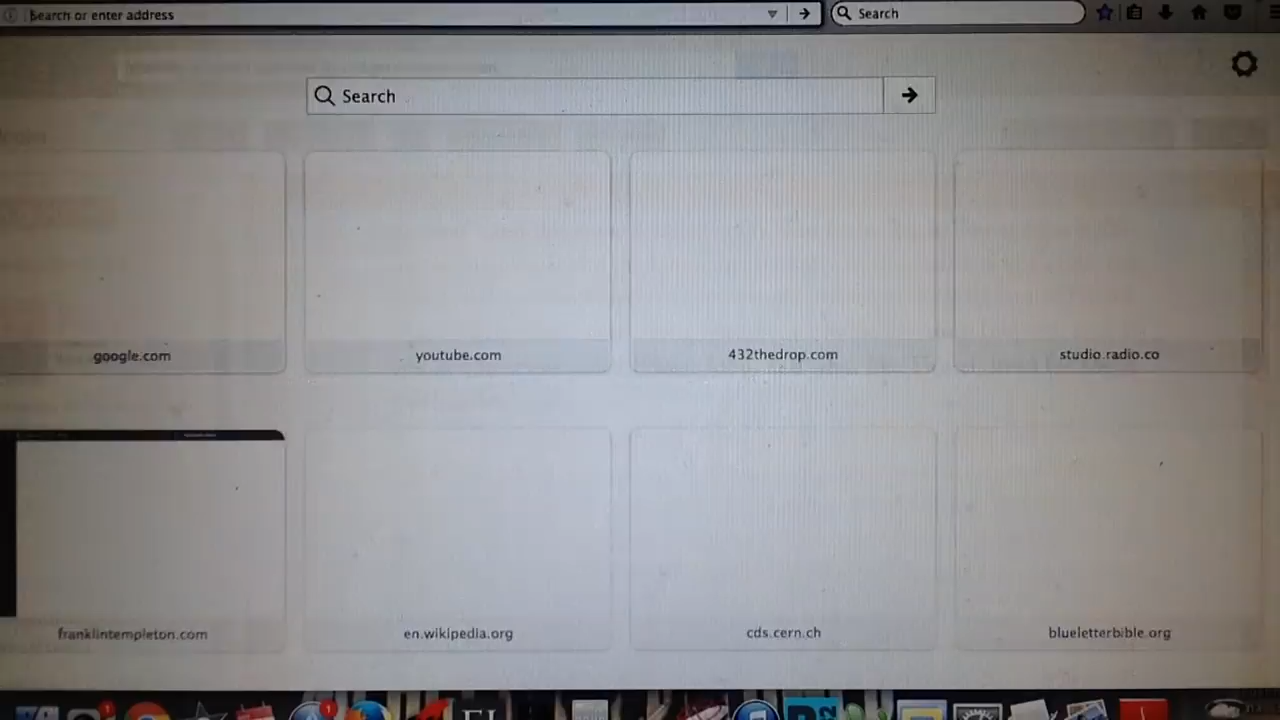 Search or enter address
Search
Search
google.com
youtube.com
432thedrop.com
studio.radio.co
franklintempleton.com
en.wikipedia.org
cds.cern.ch
blueletterbible.org